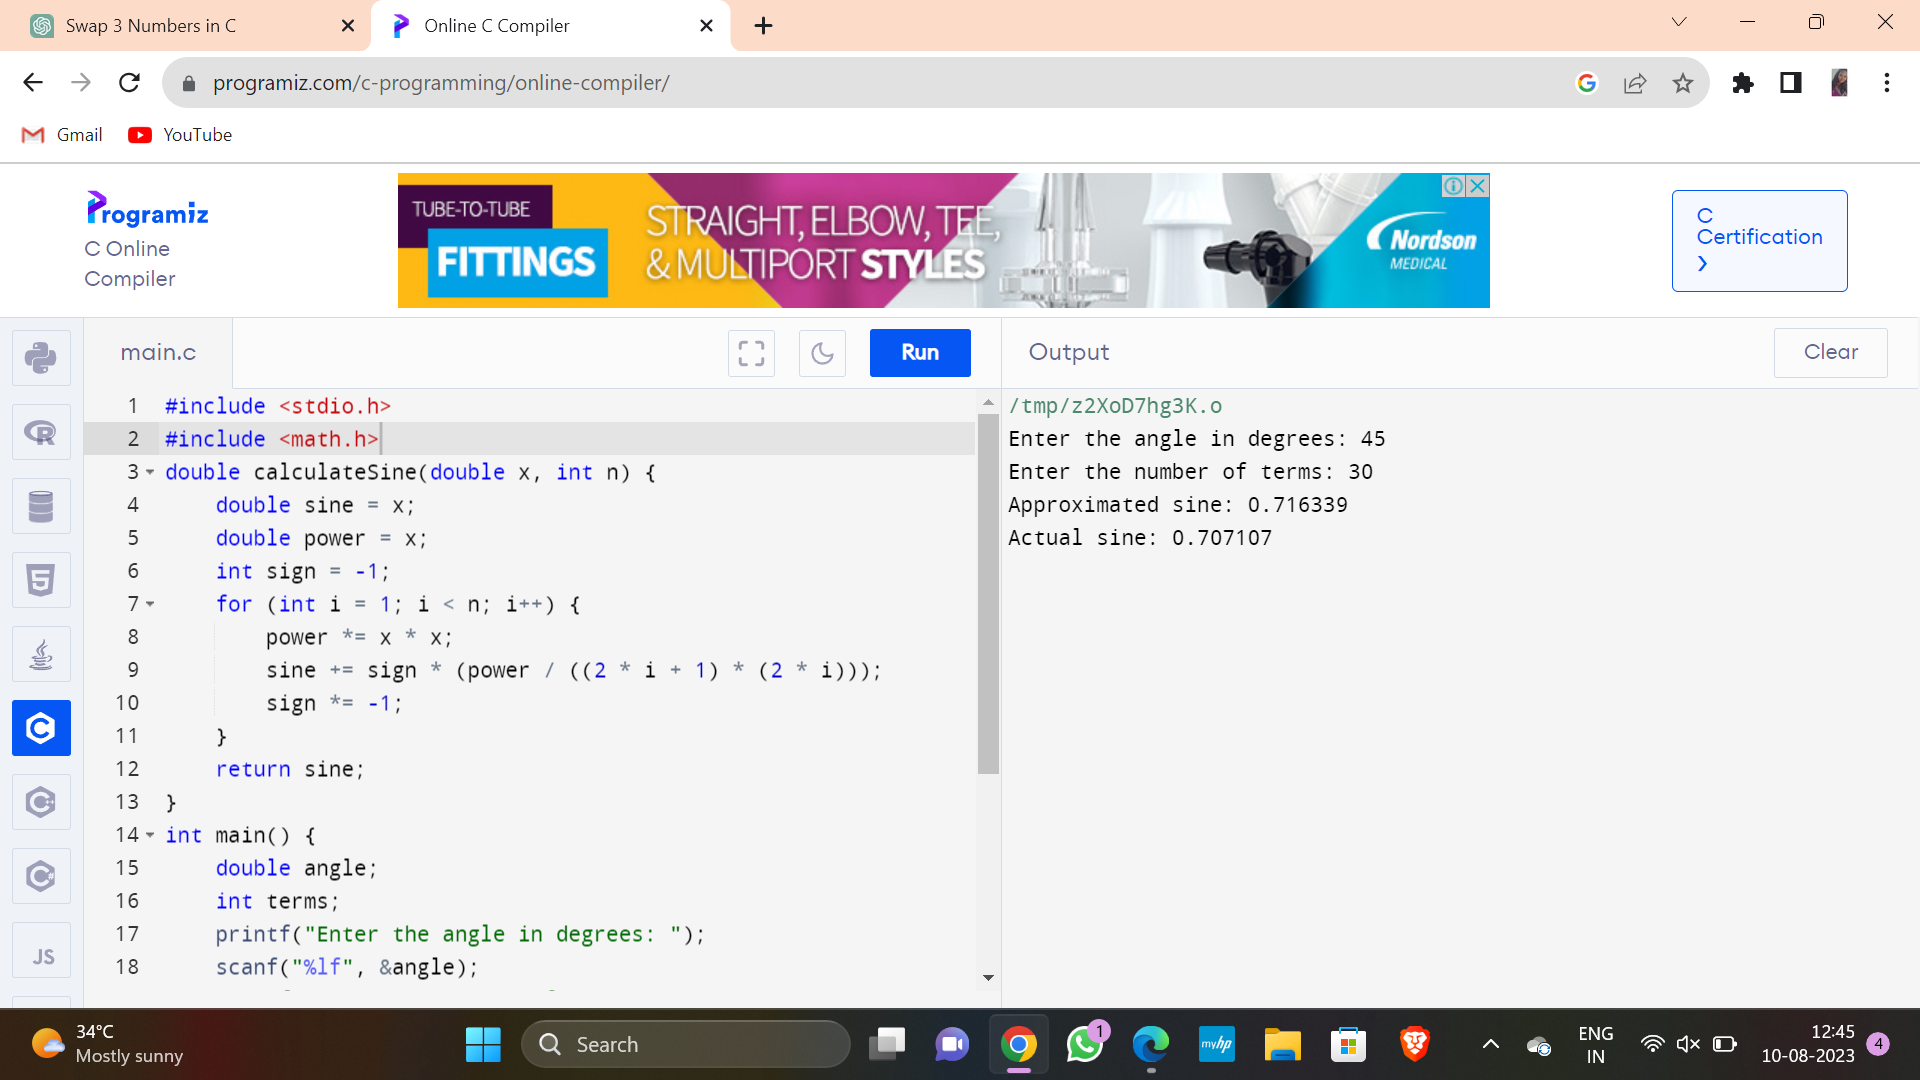 Swap 3 Numbers in C
Online C Compiler
programiz.com/c-programming/online-compiler/
Gmail
YouTube
Programiz
C Online
Compiler
TUBE-TO-TUBE
FITTINGS
STRAIGHT, ELBOW, TEE,
& MULTIPORT STYLES
Nordson
MEDICAL
C
Certification
>
main.c
Run
Output
Clear
1 #include <stdio.h>
2 #include <math.h>
3 double calculateSine(double x, int n) {
4     double sine = x;
5     double power = x;
6     int sign = -1;
7     for (int i = 1; i < n; i++) {
8         power *= x * x;
9         sine += sign * (power / ((2 * i + 1) * (2 * i)));
10         sign *= -1;
11     }
12     return sine;
13 }
14 int main() {
15     double angle;
16     int terms;
17     printf("Enter the angle in degrees: ");
18     scanf("%lf", &angle);
/tmp/z2XoD7hg3K.o
Enter the angle in degrees: 45
Enter the number of terms: 30
Approximated sine: 0.716339
Actual sine: 0.707107
JS
34°C
Mostly sunny
Search
1
myhp
ENG
IN
12:45
10-08-2023
4